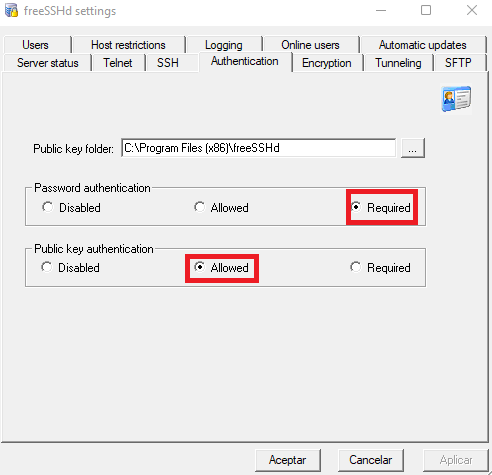 freeSSHd settings
Users Host restrictions Logging Online users Automatic updates
Server status Telnet SSH Authentication Encryption Tunneling SFTP
Public key folder: C:\Program Files (x86)\freeSSHd ...
Password authentication
Disabled Allowed Required
Public key authentication
Disabled Allowed Required
Aceptar Cancelar Aplicar